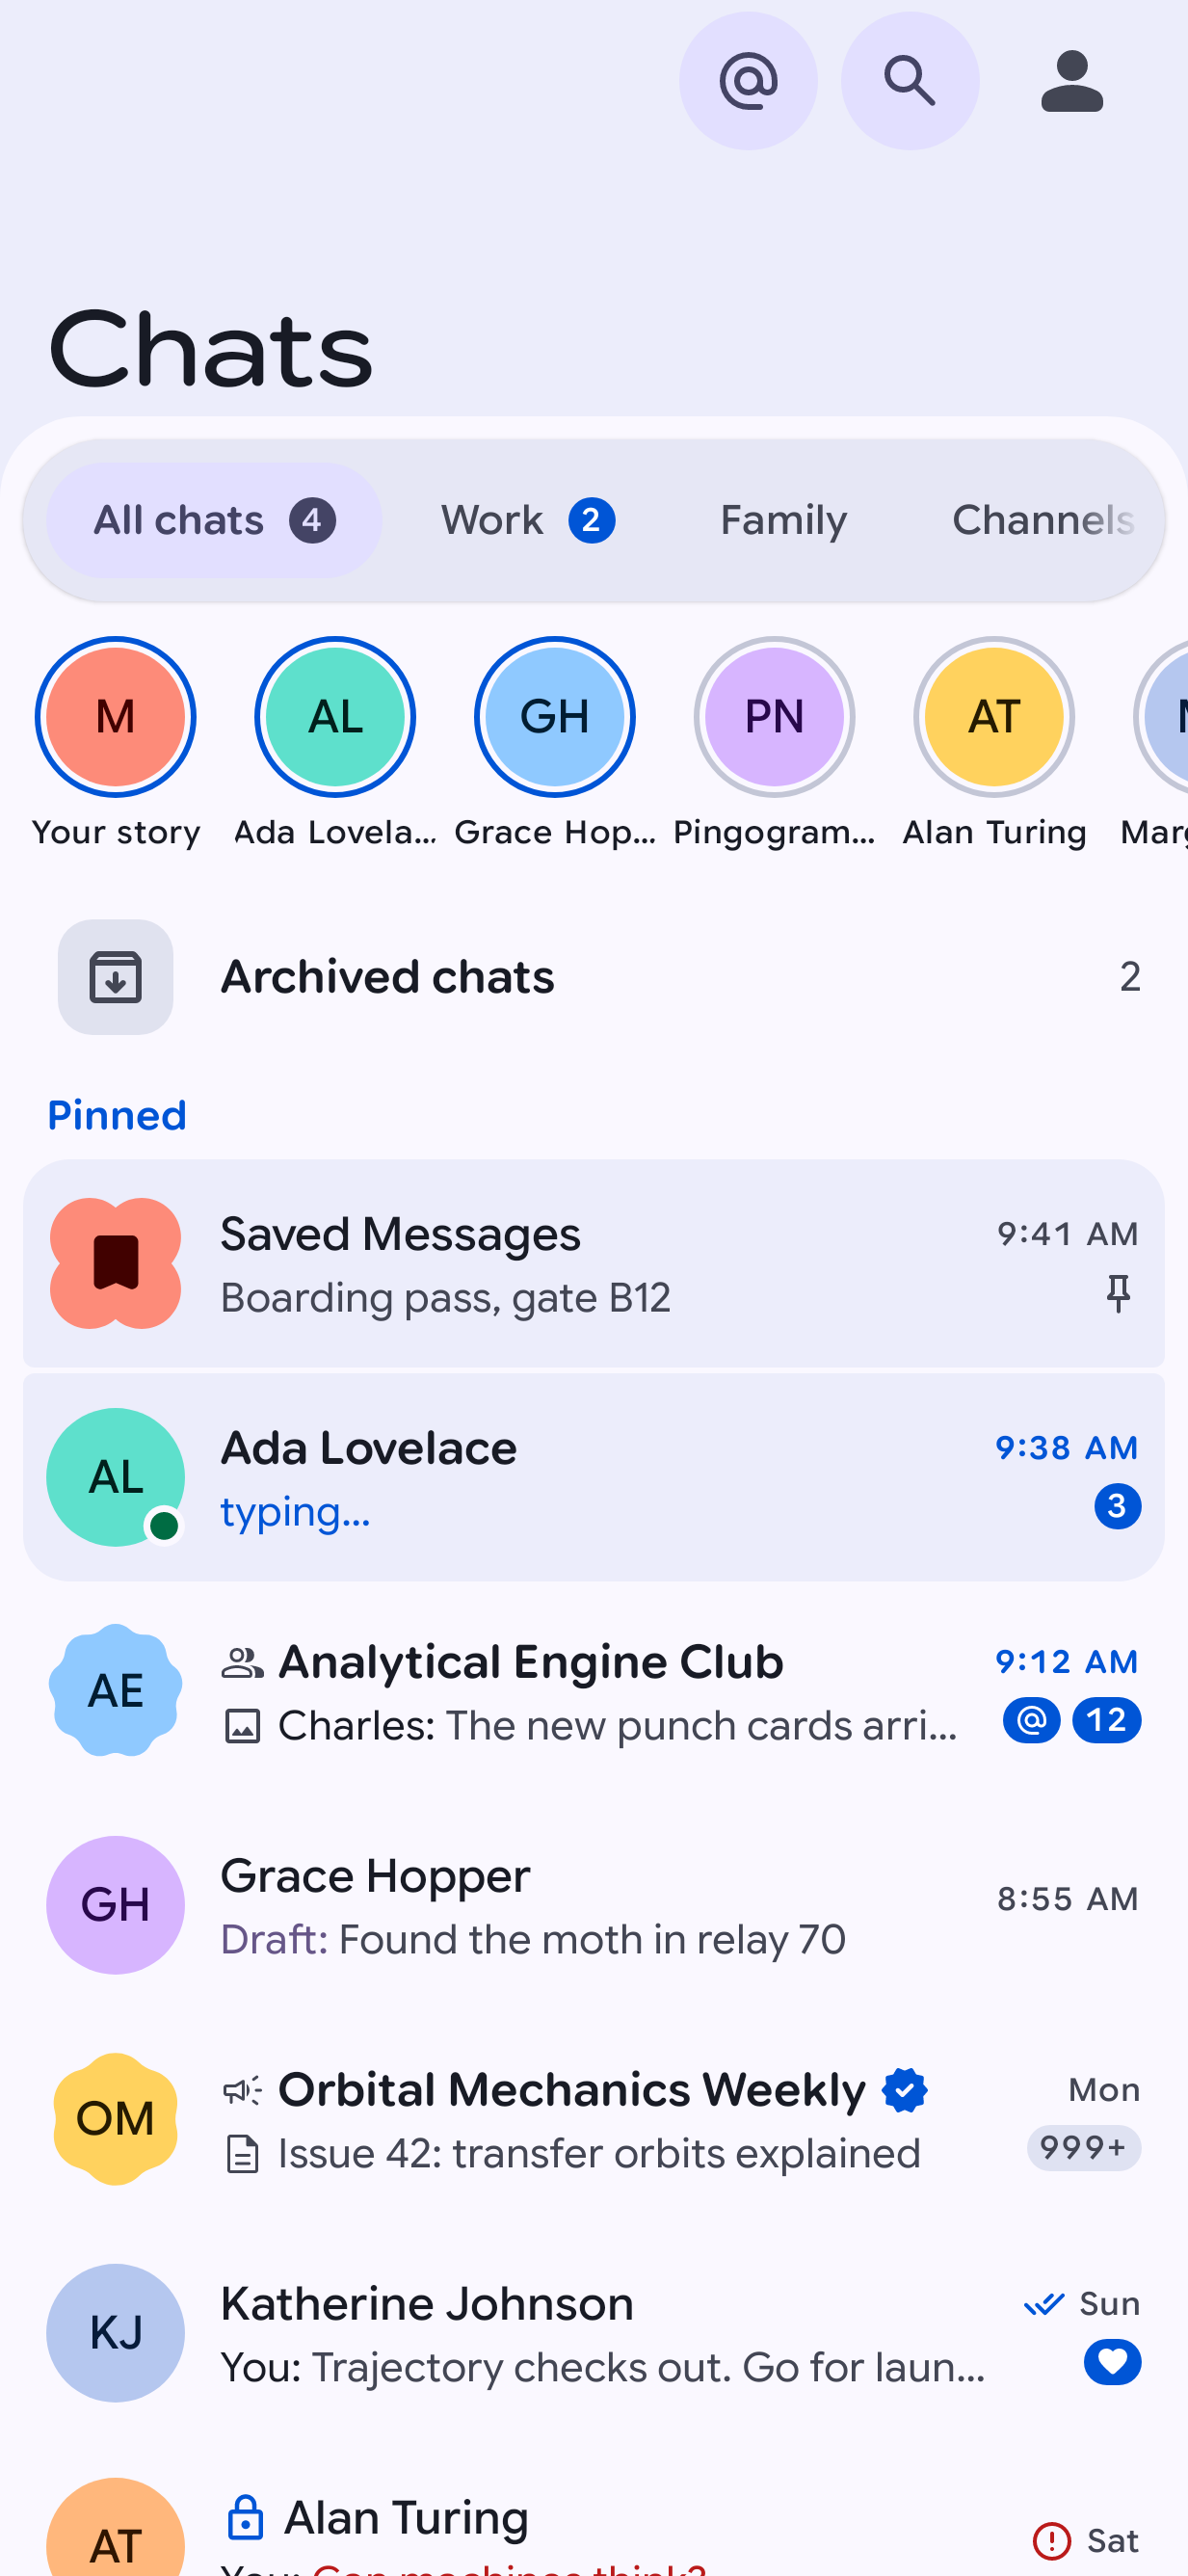 Chats
All chats 4 Work 2 Family Channels
M AL GH PN AT
Your story Ada Lovela... Grace Hop... Pingogram... Alan Turing
Archived chats 2
Pinned
Saved Messages 9:41 AM
Boarding pass, gate B12
AL Ada Lovelace 9:38 AM
typing... 3
AE Analytical Engine Club 9:12 AM
Charles: The new punch cards arri... @ 12
GH Grace Hopper 8:55 AM
Draft: Found the moth in relay 70
OM Orbital Mechanics Weekly Mon
Issue 42: transfer orbits explained 999+
KJ Katherine Johnson Sun
You: Trajectory checks out. Go for laun...
AT Alan Turing Sat
You: Can machines think?